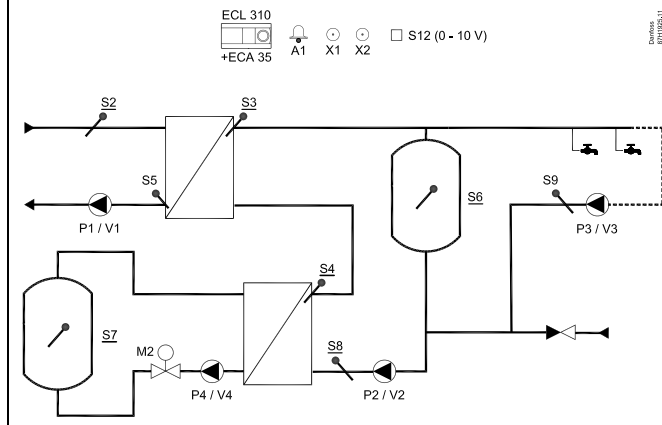 ECL 310
+ECA 35
A1
X1
X2
S12 (0 - 10 V)
Danfoss
87H1925.11
S2
S3
S5
P1 / V1
S6
S9
P3 / V3
S4
S7
M2
S8
P4 / V4
P2 / V2